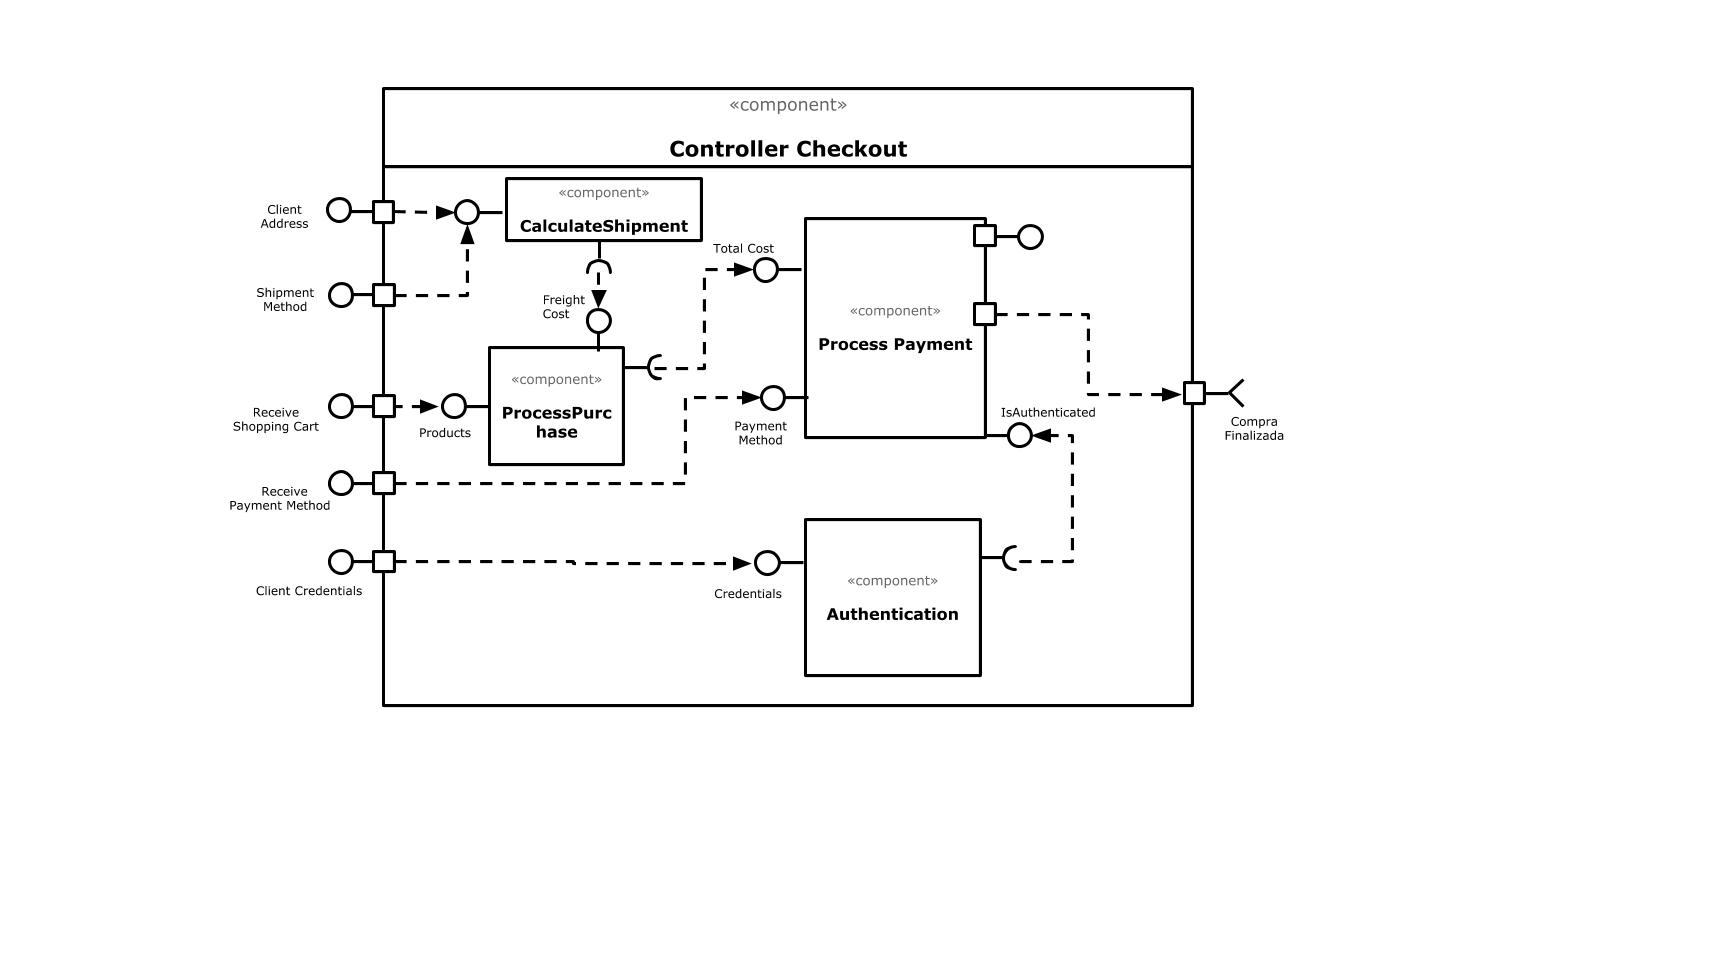 «component»
Controller Checkout
Client
Address
«component»
CalculateShipment
Shipment
Method
Freight
Cost
Total Cost
«component»
Process Payment
Receive
Shopping Cart
Products
«component»
ProcessPurc
hase
Payment
Method
IsAuthenticated
Compra
Finalizada
Receive
Payment Method
Client Credentials
Credentials
«component»
Authentication